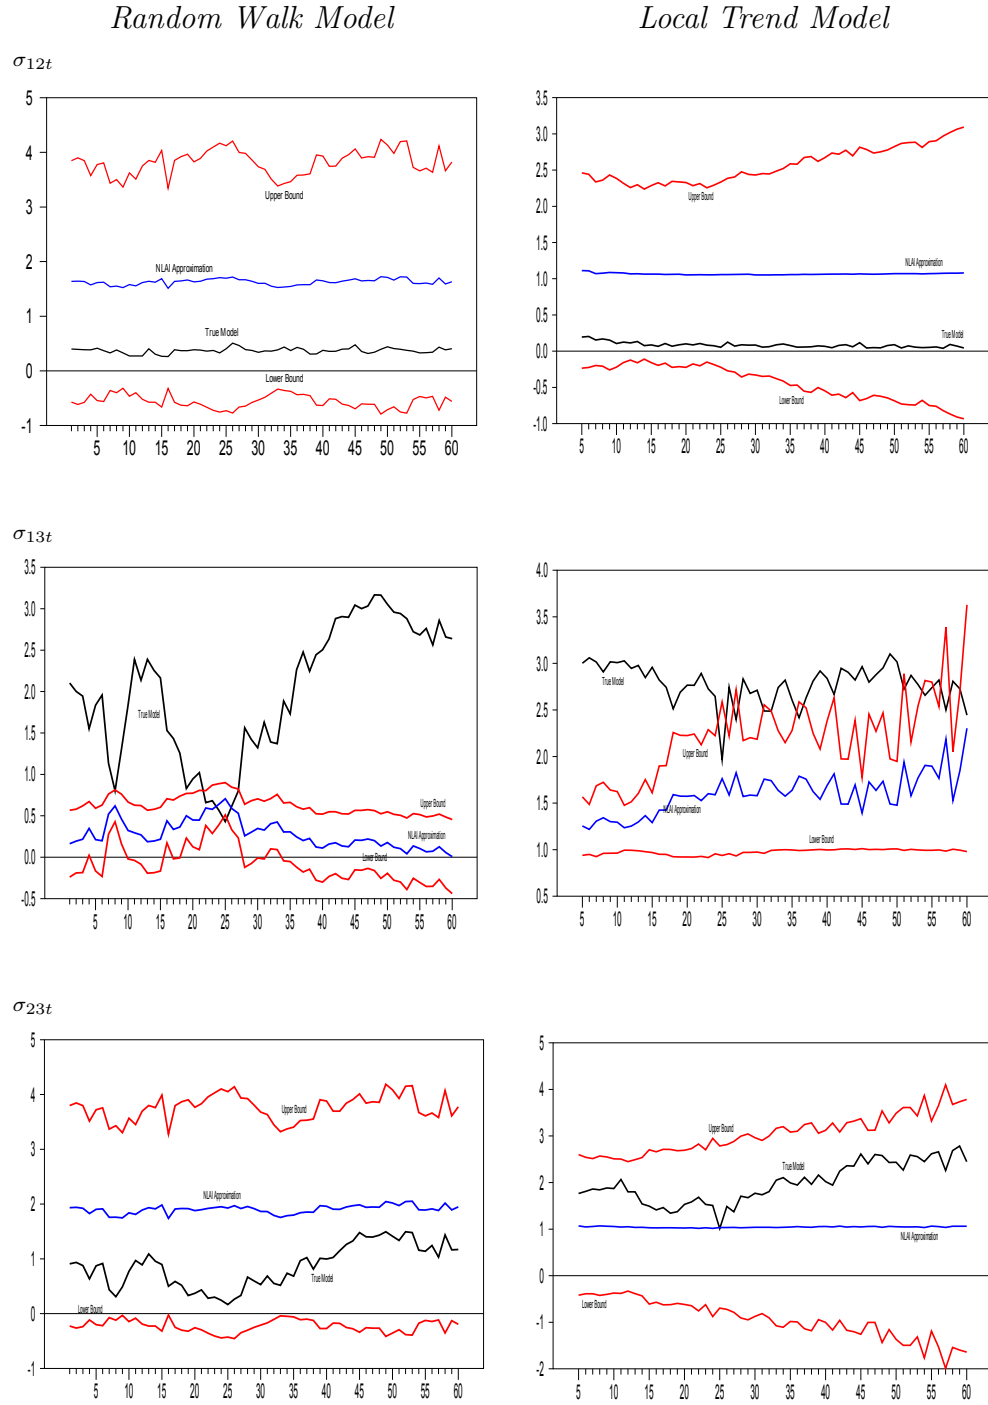 Random Walk Model
Local Trend Model
σ12t
5
4
3
2
1
0
-1
Upper Bound
NLAI Approximation
True Model
Lower Bound
5 10 15 20 25 30 35 40 45 50 55 60
3.5
3.0
2.5
2.0
1.5
1.0
0.5
0.0
-0.5
-1.0
Upper Bound
NLAI Approximation
True Model
Lower Bound
5 10 15 20 25 30 35 40 45 50 55 60
σ13t
3.5
3.0
2.5
2.0
1.5
1.0
0.5
0.0
-0.5
True Model
Upper Bound
NLAI Approximation
Lower Bound
5 10 15 20 25 30 35 40 45 50 55 60
4.0
3.5
3.0
2.5
2.0
1.5
1.0
0.5
True Model
Upper Bound
NLAI Approximation
Lower Bound
5 10 15 20 25 30 35 40 45 50 55 60
σ23t
5
4
3
2
1
0
-1
Upper Bound
NLAI Approximation
True Model
Lower Bound
5 10 15 20 25 30 35 40 45 50 55 60
5
4
3
2
1
0
-1
-2
Upper Bound
True Model
NLAI Approximation
Lower Bound
5 10 15 20 25 30 35 40 45 50 55 60